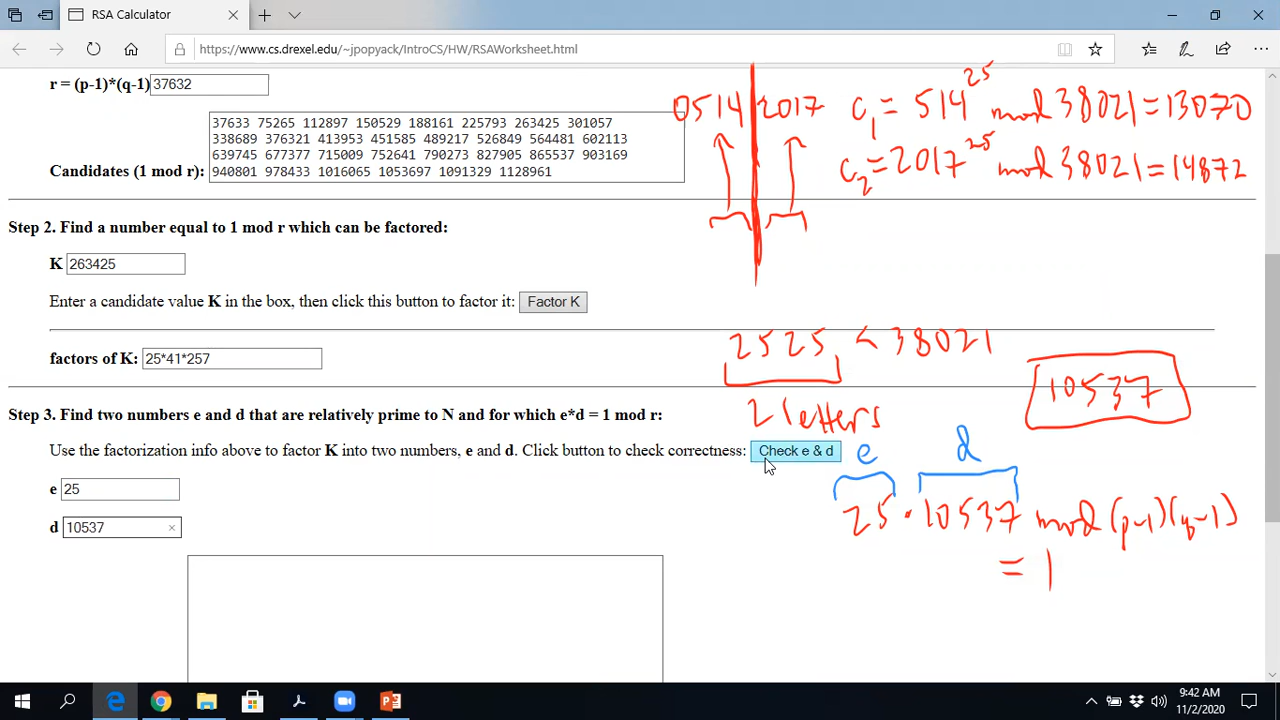 RSA Calculator
https://www.cs.drexel.edu/~jpopyack/IntroCS/HW/RSAWorksheet.html
r = (p-1)*(q-1) 37632
0514 2017
c₁ = 514²⁵ mod 38021 = 13070
c₂ = 2017²⁵ mod 38021 = 14872
37633 75265 112897 150529 188161 225793 263425 301057
338689 376321 413953 451585 489217 526849 564481 602113
639745 677377 715009 752641 790273 827905 865537 903169
940801 978433 1016065 1053697 1091329 1128961
Candidates (1 mod r):
Step 2. Find a number equal to 1 mod r which can be factored:
K 263425
Enter a candidate value K in the box, then click this button to factor it: Factor K
2525 < 38021
factors of K: 25*41*257
10537
2 letters
Step 3. Find two numbers e and d that are relatively prime to N and for which e*d = 1 mod r:
Use the factorization info above to factor K into two numbers, e and d. Click button to check correctness: Check e & d
e d
e 25
25 · 10537 mod (p-1)(q-1)
d 10537 ×
= 1
9:42 AM
11/2/2020